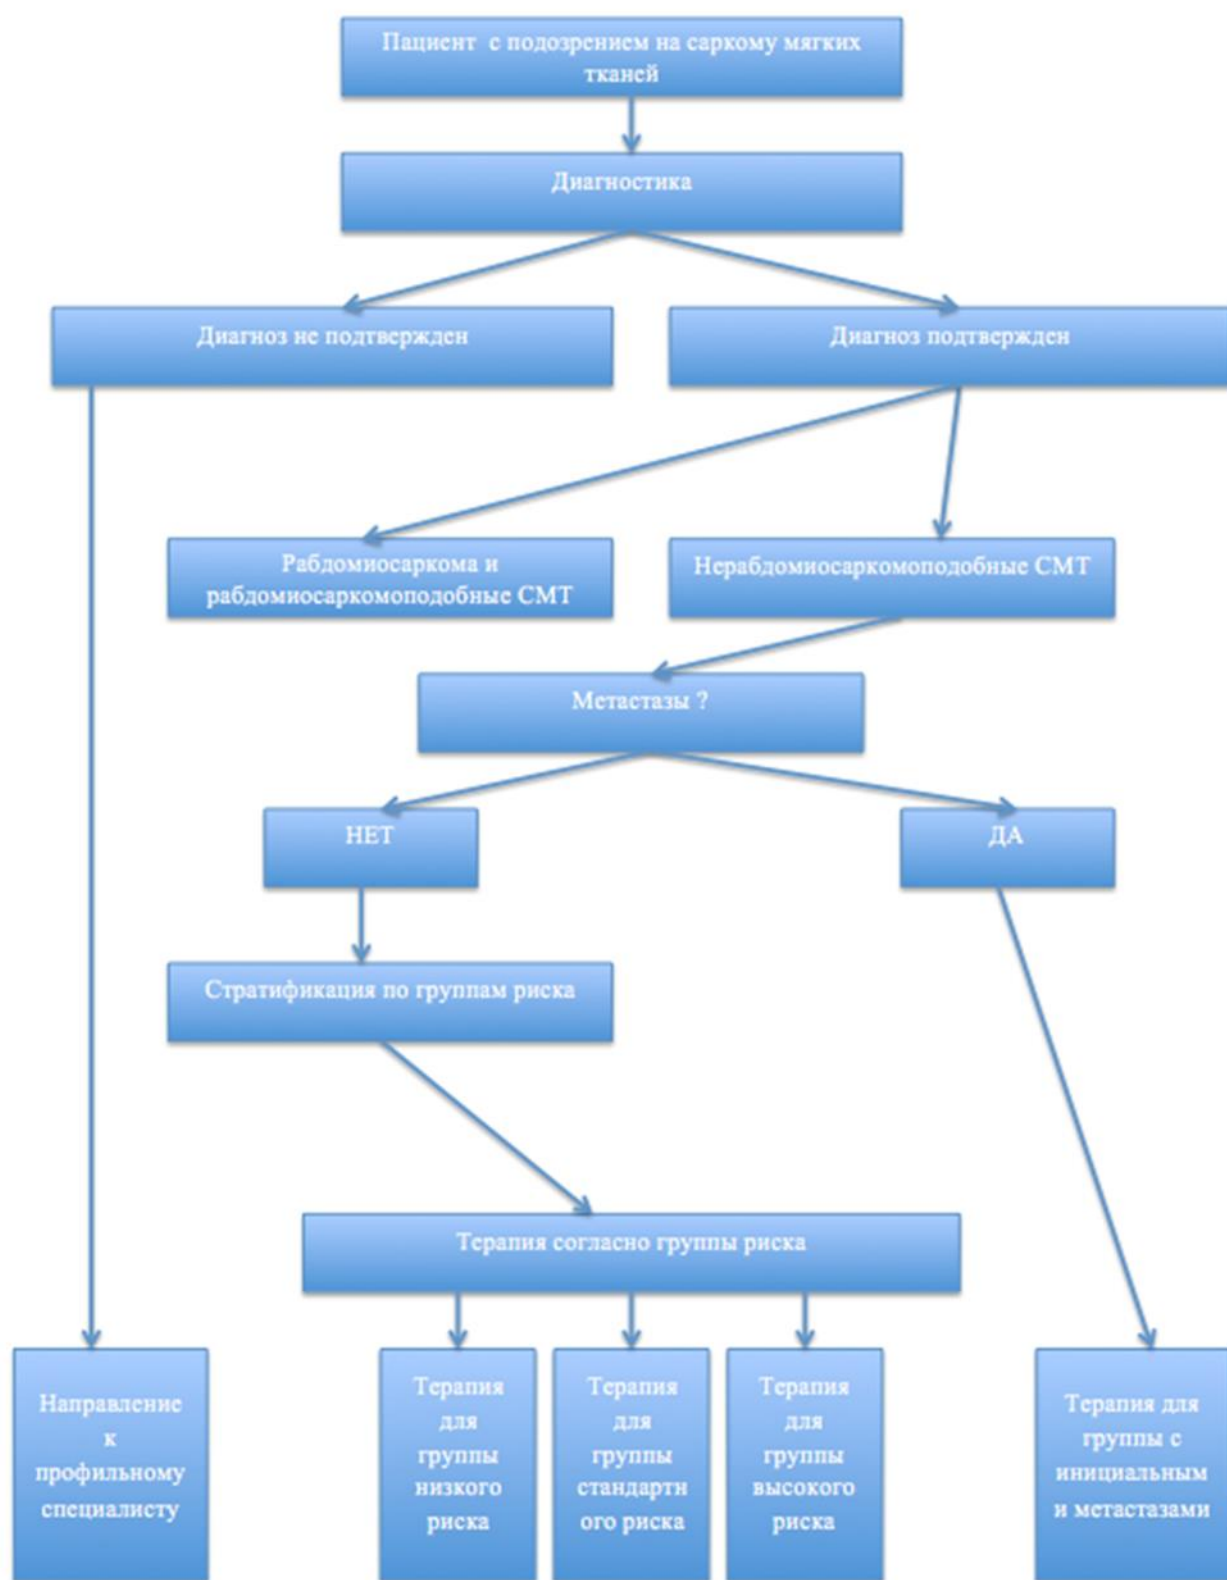 Пациент с подозрением на саркому мягких
тканей
Диагностика
Диагноз не подтвержден
Диагноз подтвержден
Рабдомиосаркома и
рабдомиосаркомоподобные СМТ
Нерабдомиосаркомоподобные СМТ
Метастазы ?
НЕТ
ДА
Стратификация по группам риска
Терапия согласно группы риска
Направление
к
профильному
специалисту
Терапия
для
группы
низкого
риска
Терапия
для
группы
стандартн
ого риска
Терапия
для
группы
высокого
риска
Терапия для
группы с
инициальным
и метастазами